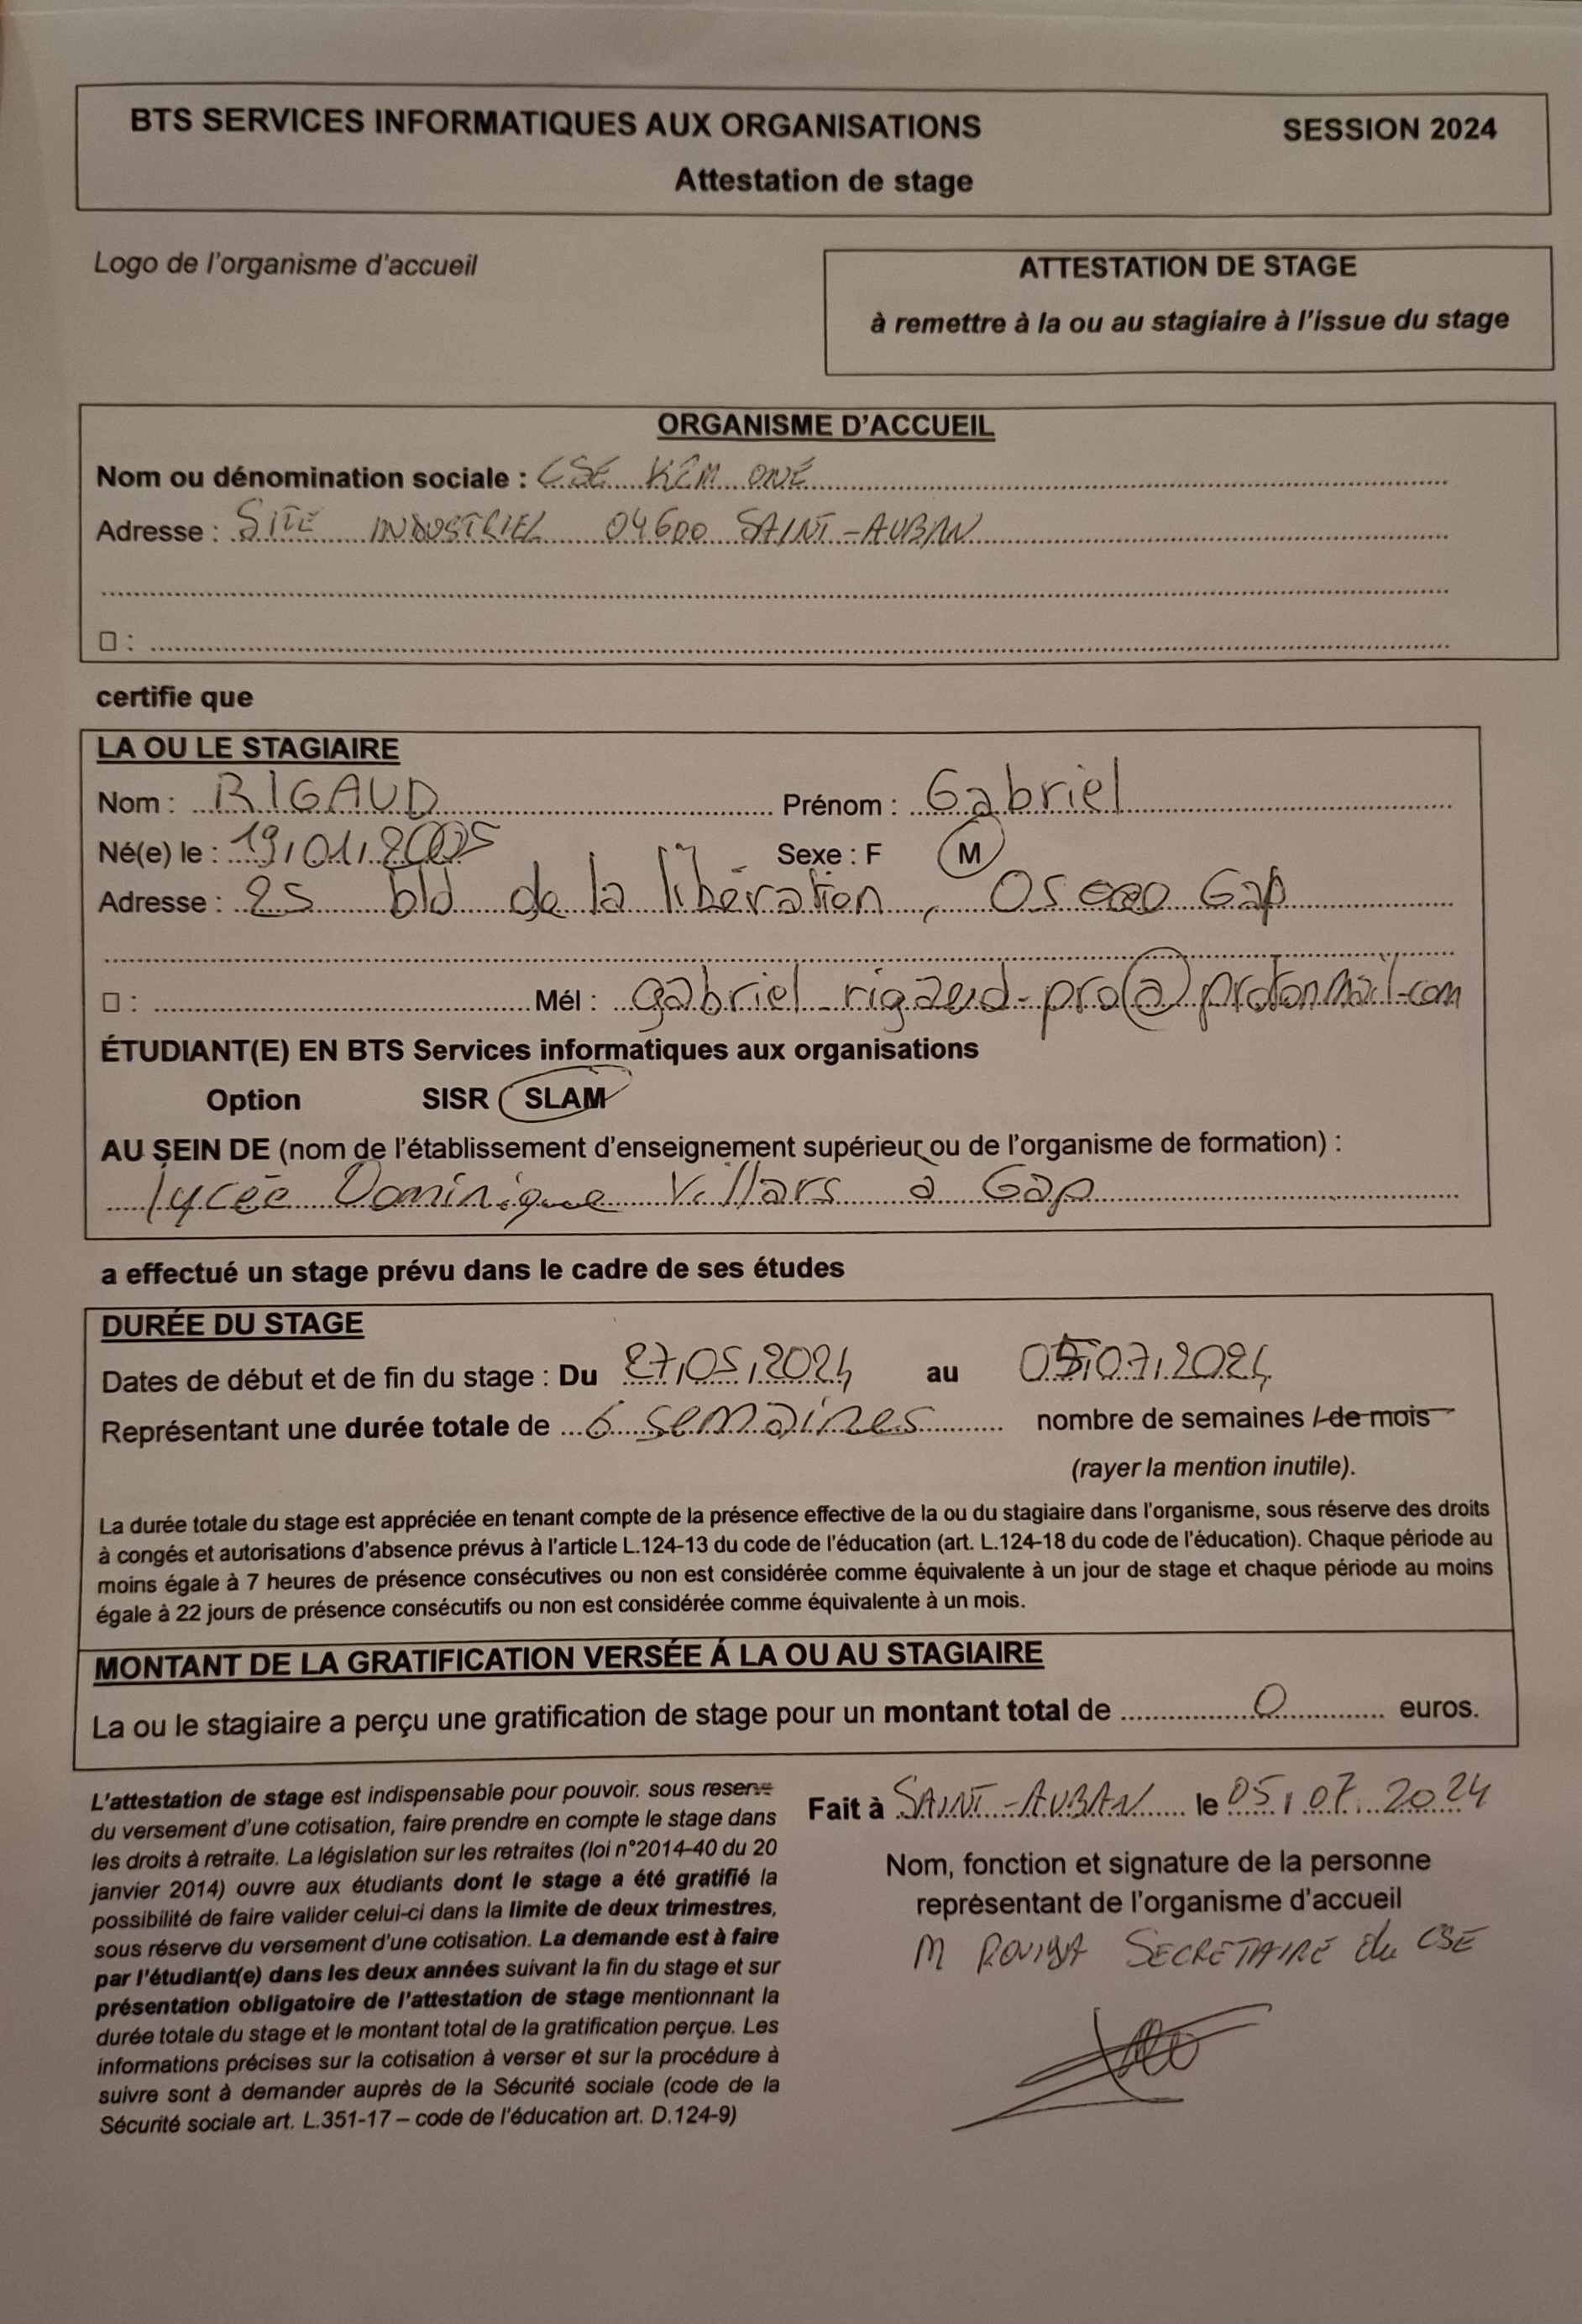 BTS SERVICES INFORMATIQUES AUX ORGANISATIONS SESSION 2024
Attestation de stage
Logo de l'organisme d'accueil
ATTESTATION DE STAGE
à remettre à la ou au stagiaire à l'issue du stage
ORGANISME D'ACCUEIL
Nom ou dénomination sociale : CSE KEM ONE
Adresse : SITE INDUSTRIEL 04600 SAINT-AUBAN
□ :
certifie que
LA OU LE STAGIAIRE
Nom : RIGAUD Prénom : Gabriel
Né(e) le : 19/01/2005 Sexe : F M
Adresse : 25 bld de la libération, 05000 Gap
□ : Mél : gabriel-rigaud-pro@protonmail.com
ÉTUDIANT(E) EN BTS Services informatiques aux organisations
Option SISR SLAM
AU SEIN DE (nom de l'établissement d'enseignement supérieur ou de l'organisme de formation) :
lycée Dominique Villars à Gap
a effectué un stage prévu dans le cadre de ses études
DURÉE DU STAGE
Dates de début et de fin du stage : Du 27/05/2024 au 05/07/2024
Représentant une durée totale de 6 semaines nombre de semaines / de mois
(rayer la mention inutile).
La durée totale du stage est appréciée en tenant compte de la présence effective de la ou du stagiaire dans l'organisme, sous réserve des droits
à congés et autorisations d'absence prévus à l'article L.124-13 du code de l'éducation (art. L.124-18 du code de l'éducation). Chaque période au
moins égale à 7 heures de présence consécutives ou non est considérée comme équivalente à un jour de stage et chaque période au moins
égale à 22 jours de présence consécutifs ou non est considérée comme équivalente à un mois.
MONTANT DE LA GRATIFICATION VERSÉE Á LA OU AU STAGIAIRE
La ou le stagiaire a perçu une gratification de stage pour un montant total de 0 euros.
L'attestation de stage est indispensable pour pouvoir. sous reserve
du versement d'une cotisation, faire prendre en compte le stage dans
les droits à retraite. La législation sur les retraites (loi n°2014-40 du 20
janvier 2014) ouvre aux étudiants dont le stage a été gratifié la
possibilité de faire valider celui-ci dans la limite de deux trimestres,
sous réserve du versement d'une cotisation. La demande est à faire
par l'étudiant(e) dans les deux années suivant la fin du stage et sur
présentation obligatoire de l'attestation de stage mentionnant la
durée totale du stage et le montant total de la gratification perçue. Les
informations précises sur la cotisation à verser et sur la procédure à
suivre sont à demander auprès de la Sécurité sociale (code de la
Sécurité sociale art. L.351-17 – code de l'éducation art. D.124-9)
Fait à SAINT-AUBAN le 05/07/2024
Nom, fonction et signature de la personne
représentant de l'organisme d'accueil
M SECRETAIRE du CSE